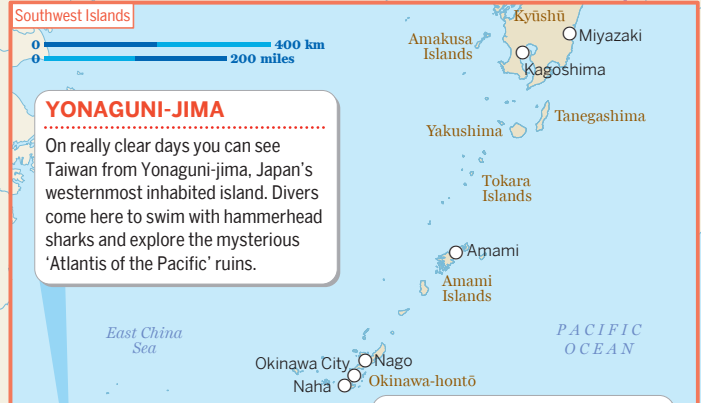 Southwest Islands
0 400 km
0 200 miles
Kyūshū
Miyazaki
Amakusa
Islands
Kagoshima
YONAGUNI-JIMA
On really clear days you can see
Taiwan from Yonaguni-jima, Japan's
westernmost inhabited island. Divers
come here to swim with hammerhead
sharks and explore the mysterious
'Atlantis of the Pacific' ruins.
Tanegashima
Yakushima
Tokara
Islands
Amami
Amami
Islands
East China
Sea
PACIFIC
OCEAN
Okinawa City
Nago
Naha
Okinawa-hontō